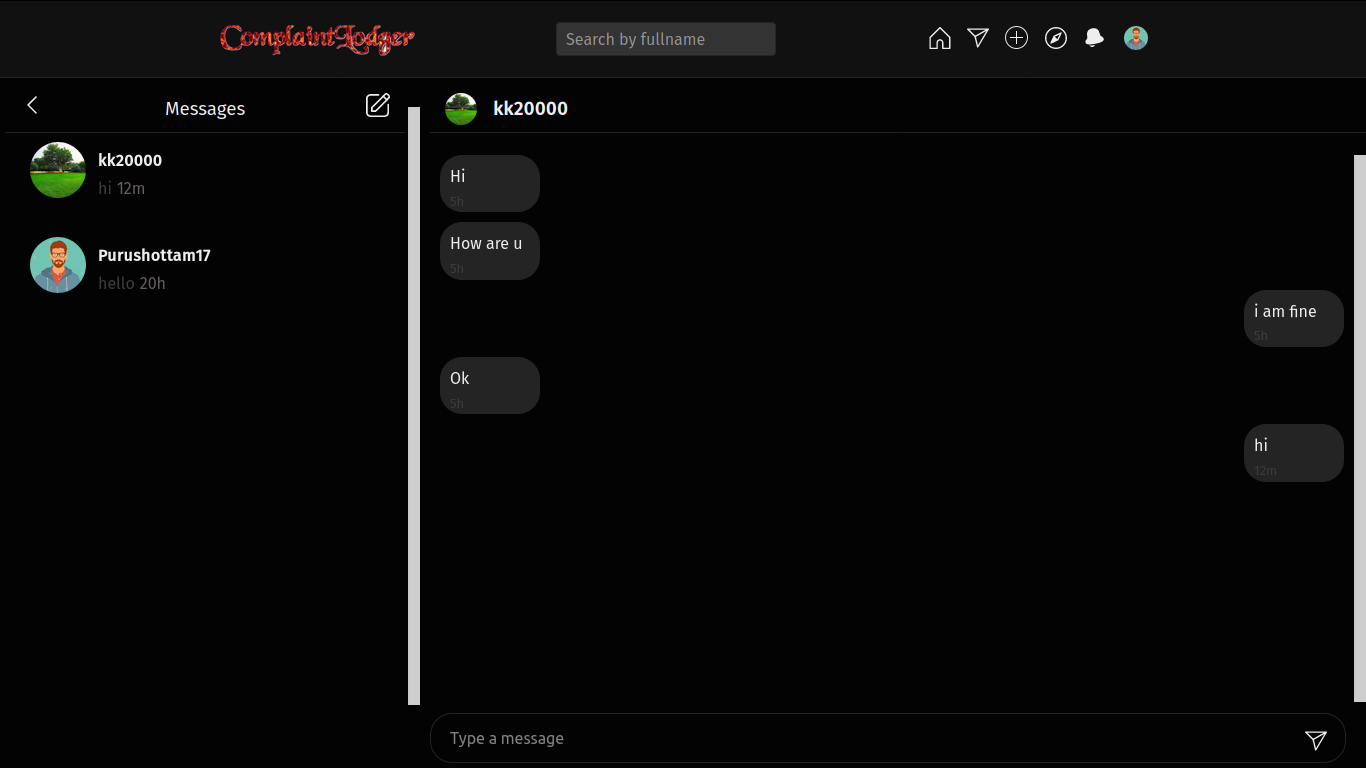 ComplaintLodger
Search by fullname
Messages
kk20000
hi 12m
Purushottam17
hello 20h
kk20000
Hi
5h
How are u
5h
i am fine
5h
Ok
5h
hi
12m
Type a message